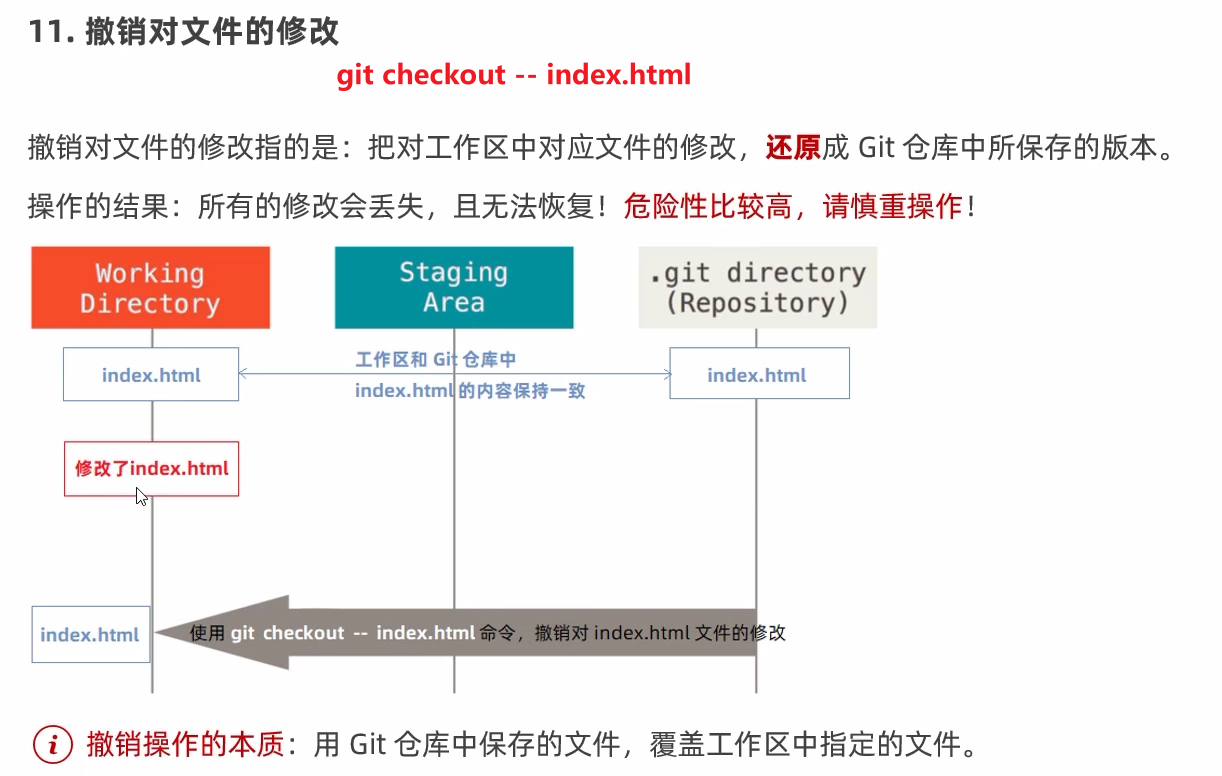 11. 撤销对文件的修改
git checkout -- index.html
撤销对文件的修改指的是：把对工作区中对应文件的修改，还原成 Git 仓库中所保存的版本。
操作的结果：所有的修改会丢失，且无法恢复！危险性比较高，请慎重操作！
Working
Directory
Staging
Area
.git directory
(Repository)
index.html
工作区和 Git 仓库中
index.html 的内容保持一致
index.html
修改了index.html
index.html
使用 git checkout -- index.html 命令，撤销对 index.html 文件的修改
i 撤销操作的本质：用 Git 仓库中保存的文件，覆盖工作区中指定的文件。